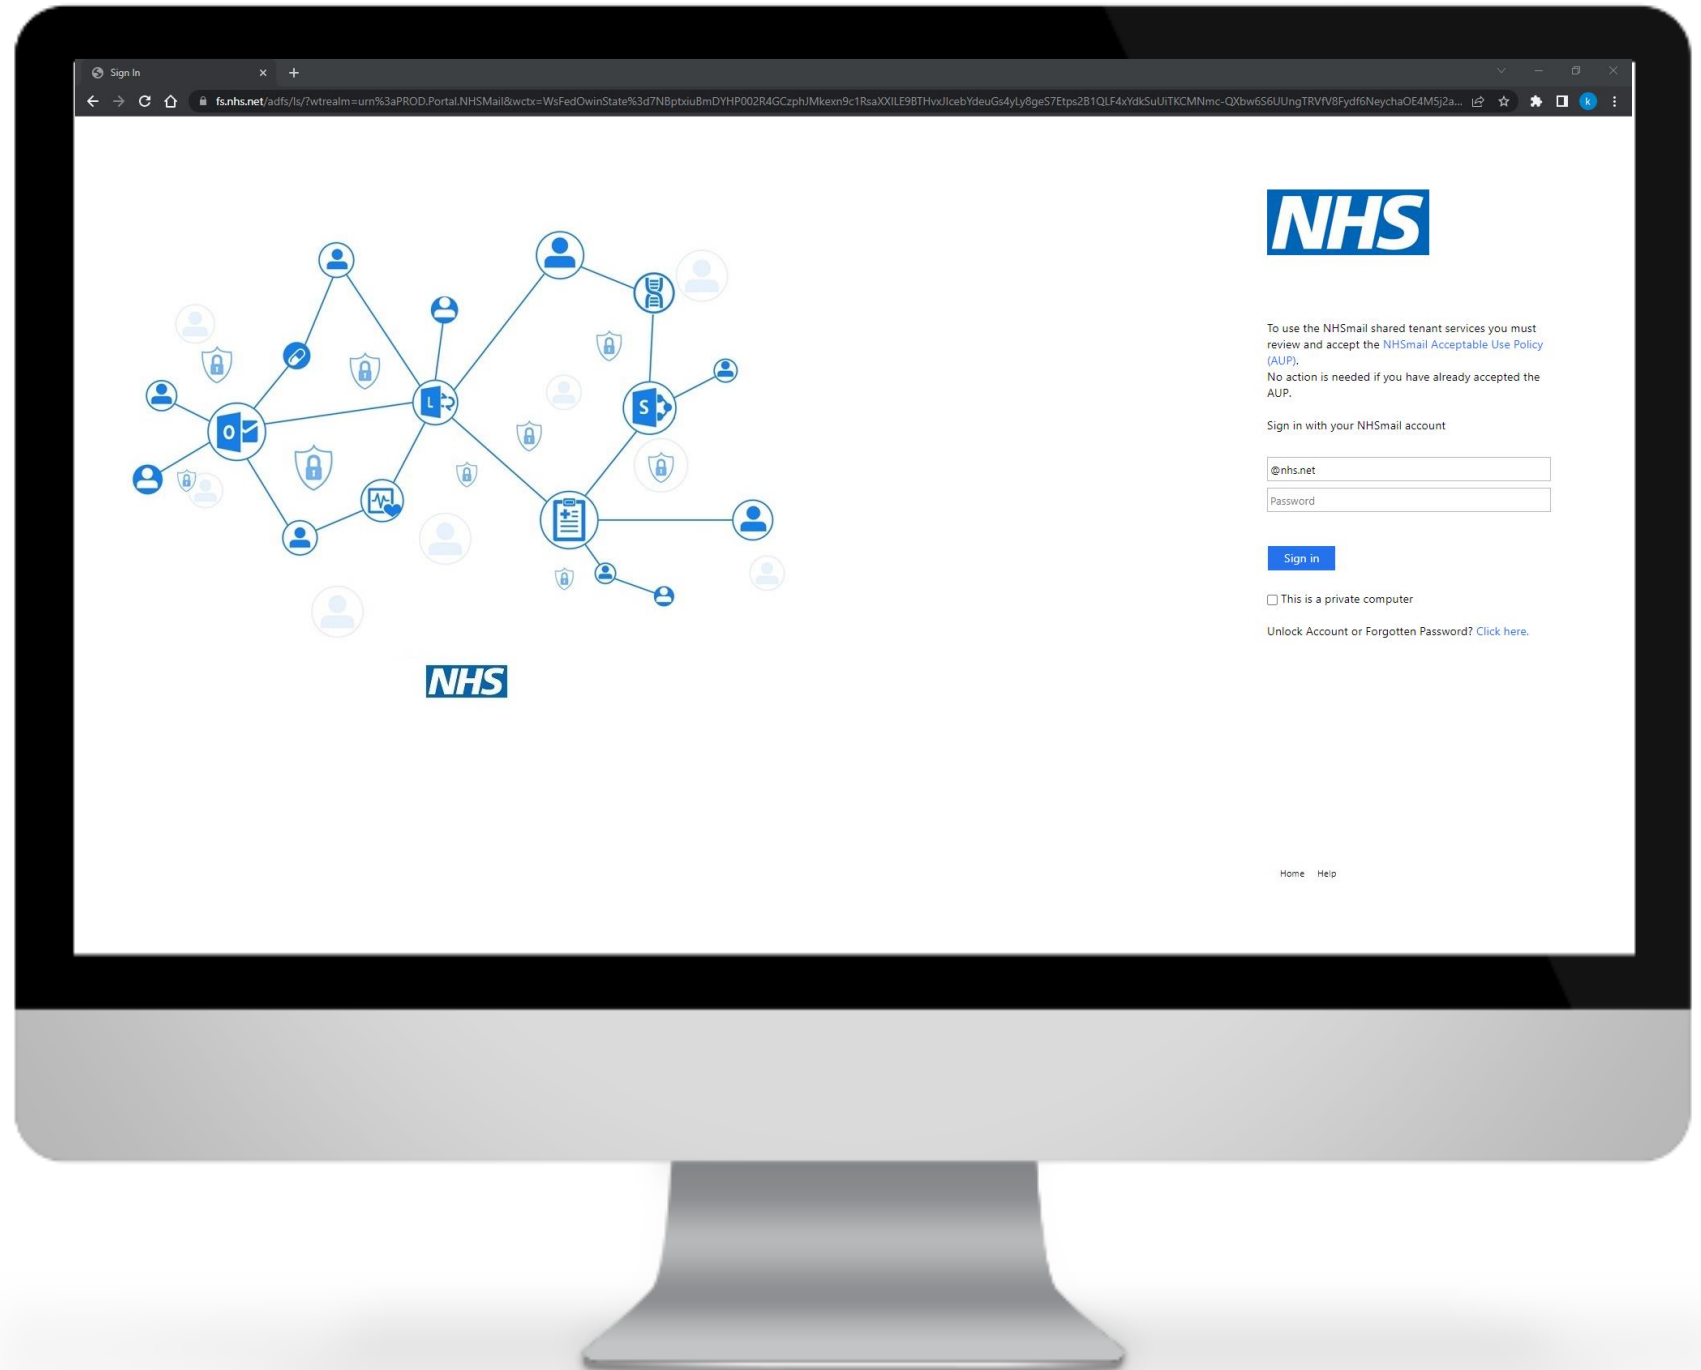 Sign In
fs.nhs.net/adfs/ls/?wtrealm=urn%3aPROD.Portal.NHSMail&wctx=WsFedOwinState%3d7NBptxiuBmDYHP002R4GCzphJMkexn9c1RsaXXILE9BTHvxJIcebYdeuGs4yLy8geS7Etps2B1QLF4xYdkSuUiTKCMNmc-QXbw6S6UUngTRVfV8Fydf6NeychaOE4M5j2a...
k
NHS
To use the NHSmail shared tenant services you must
review and accept the NHSmail Acceptable Use Policy
(AUP).
No action is needed if you have already accepted the
AUP.
Sign in with your NHSmail account
@nhs.net
Password
Sign in
This is a private computer
Unlock Account or Forgotten Password? Click here.
L
S
O
NHS
Home Help